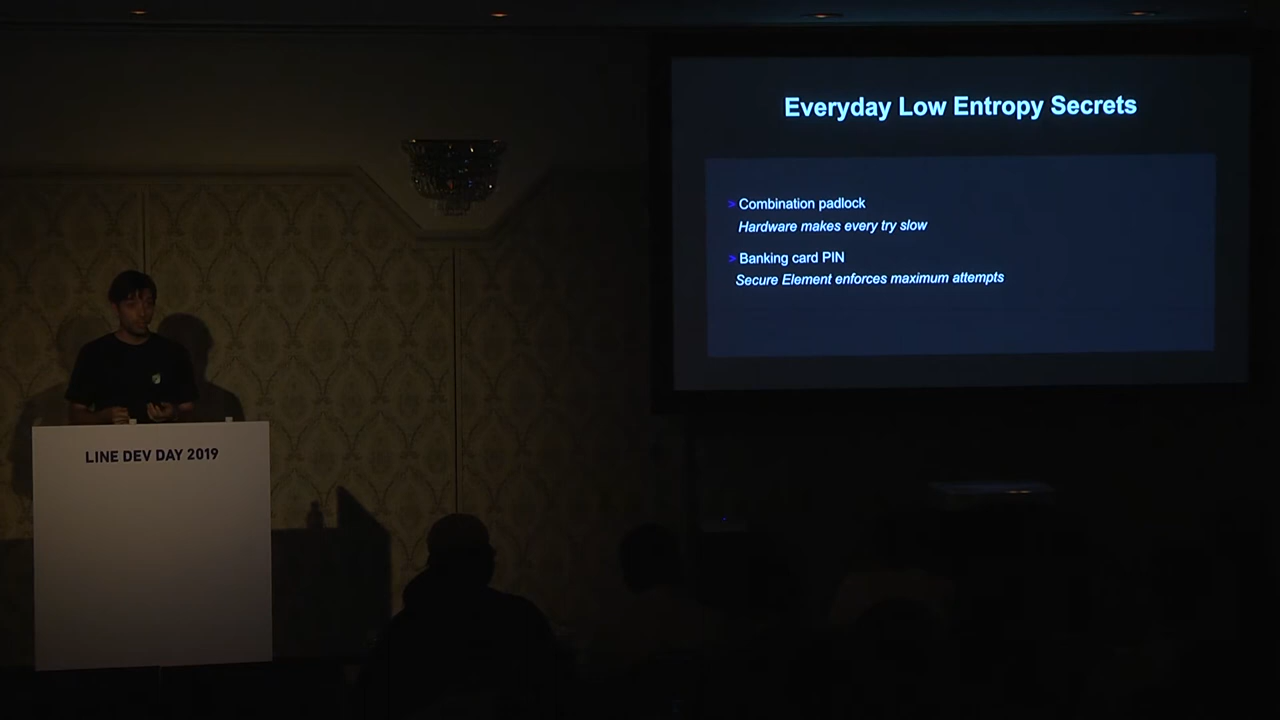 Everyday Low Entropy Secrets
> Combination padlock
Hardware makes every try slow
> Banking card PIN
Secure Element enforces maximum attempts
LINE DEV DAY 2019